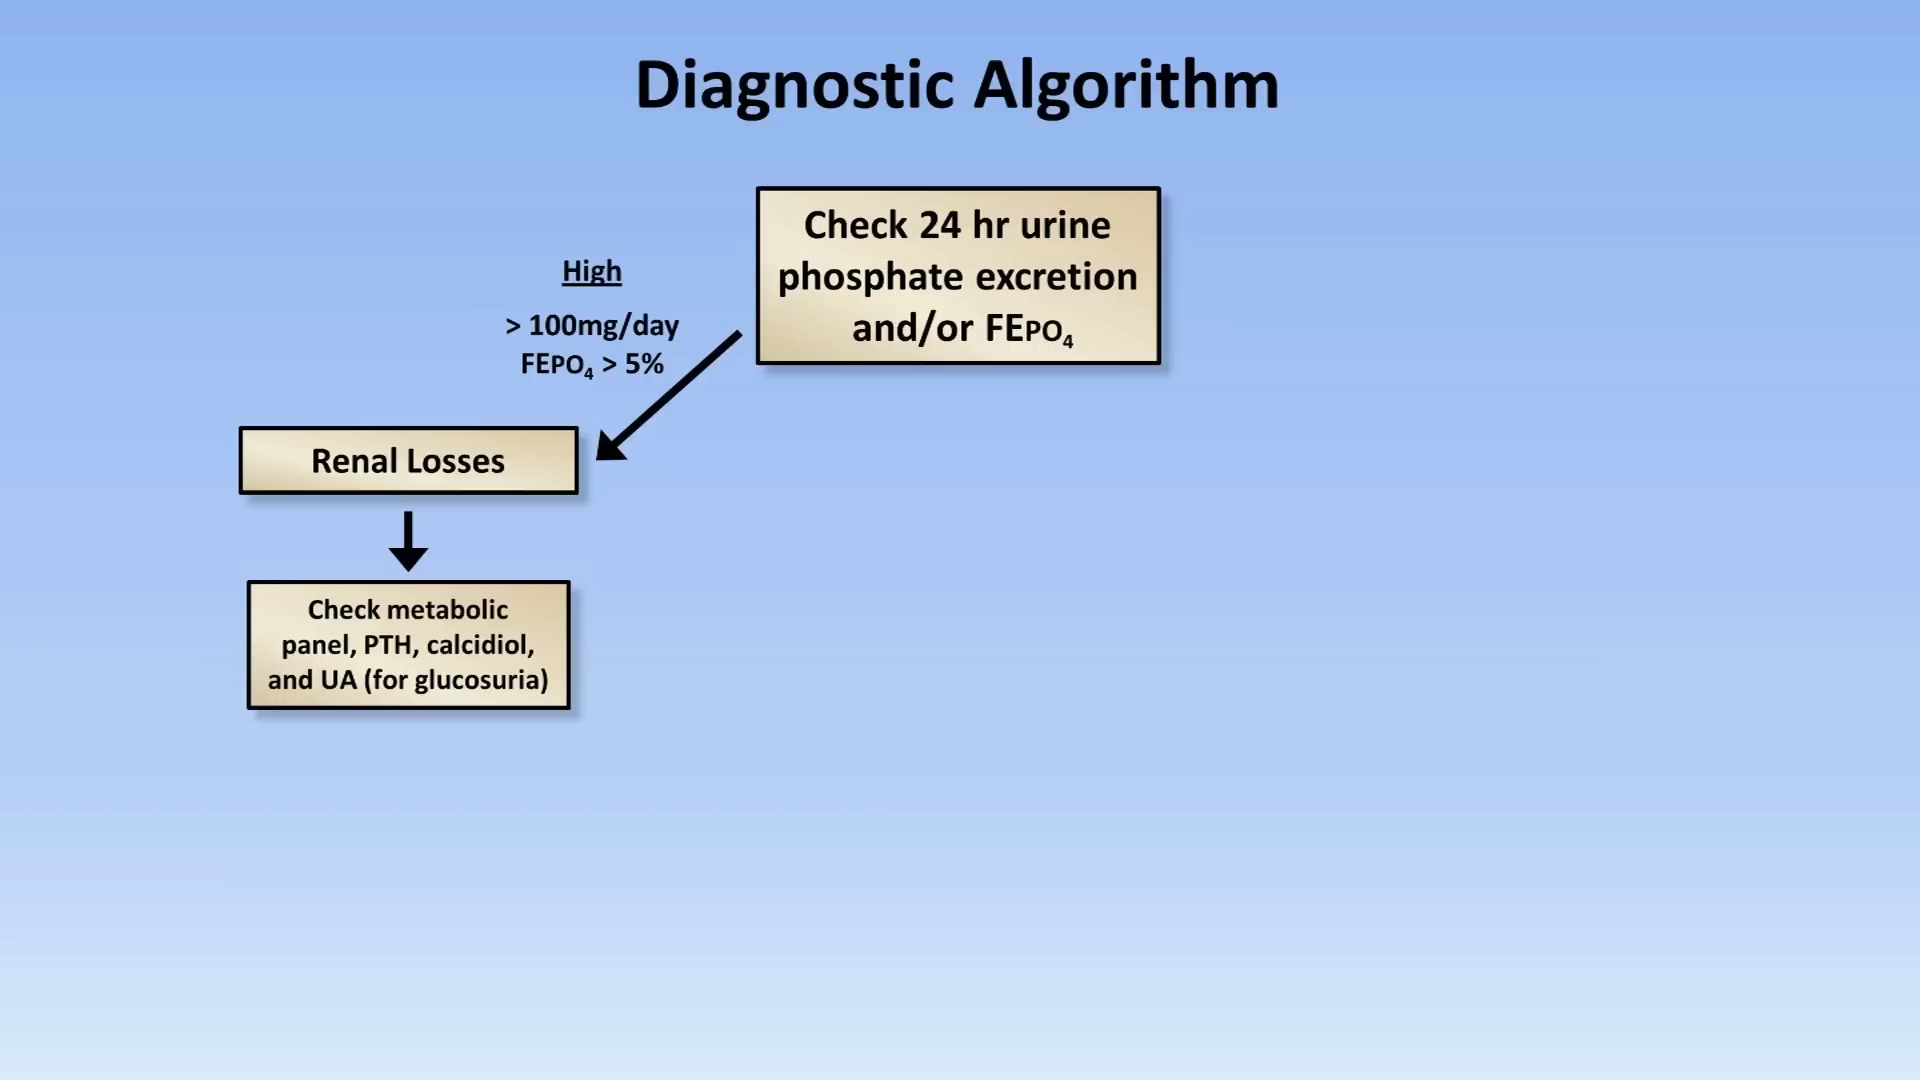 Diagnostic Algorithm
Check 24 hr urine
phosphate excretion
and/or FEPO₄
High
> 100mg/day
FEPO₄ > 5%
Renal Losses
Check metabolic
panel, PTH, calcidiol,
and UA (for glucosuria)